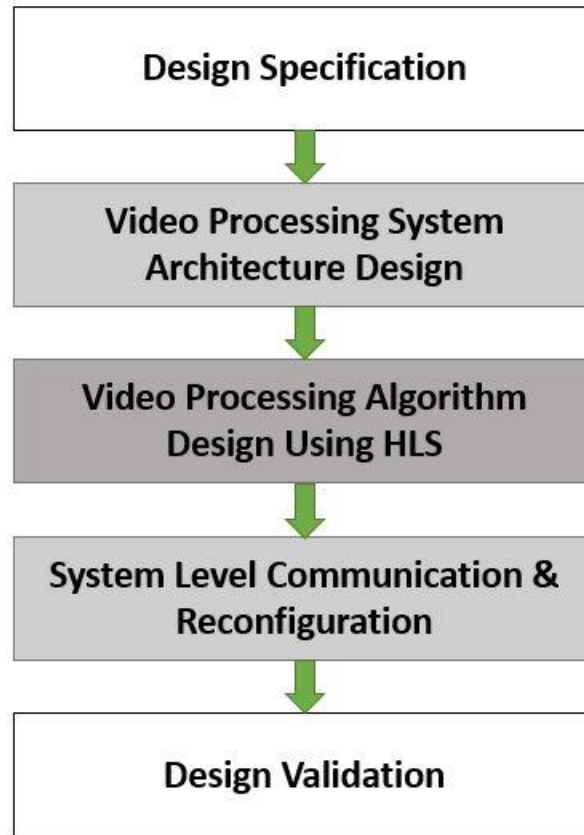 Design Specification
Video Processing System
Architecture Design
Video Processing Algorithm
Design Using HLS
System Level Communication &
Reconfiguration
Design Validation